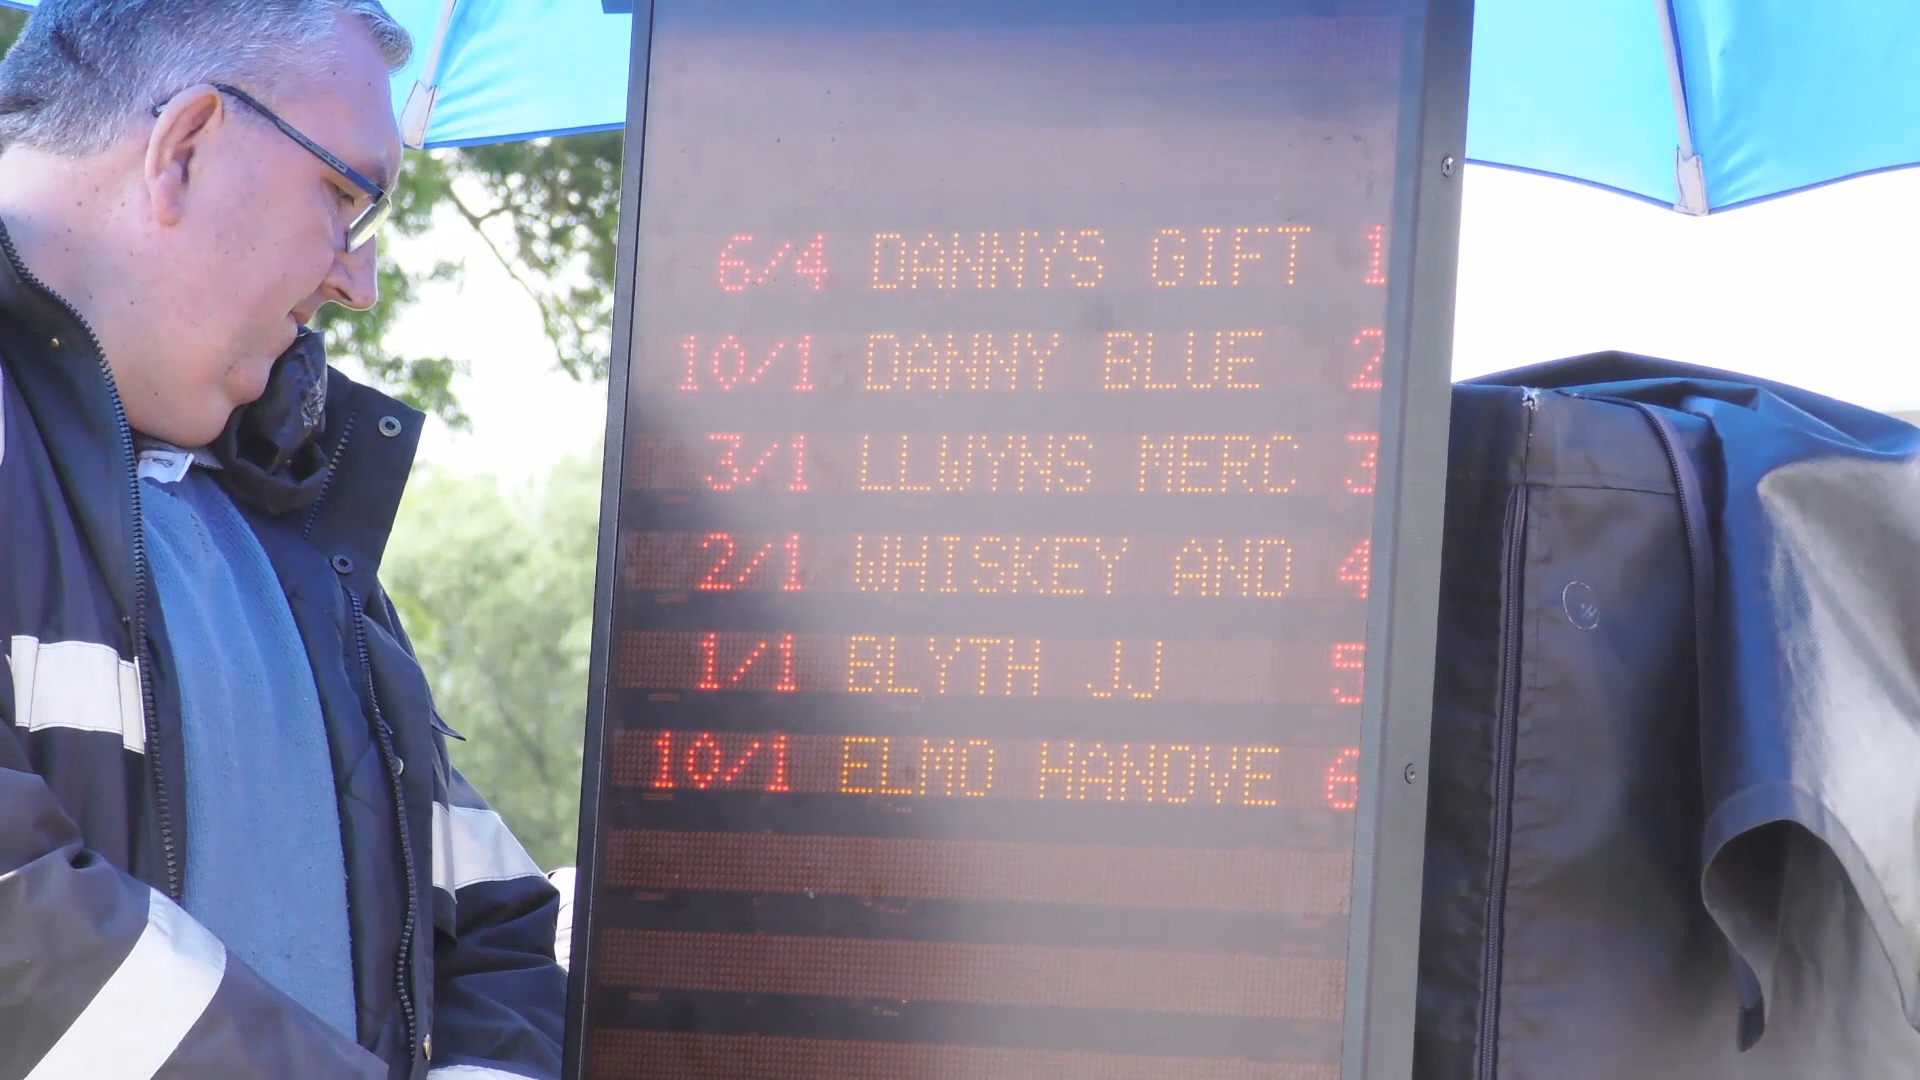 6/4 DANNYS GIFT 1
10/1 DANNY BLUE 2
3/1 LLWYNS MERC 3
2/1 WHISKEY AND 4
1/1 BLYTH JJ 5
10/1 ELMO HANOVE 6